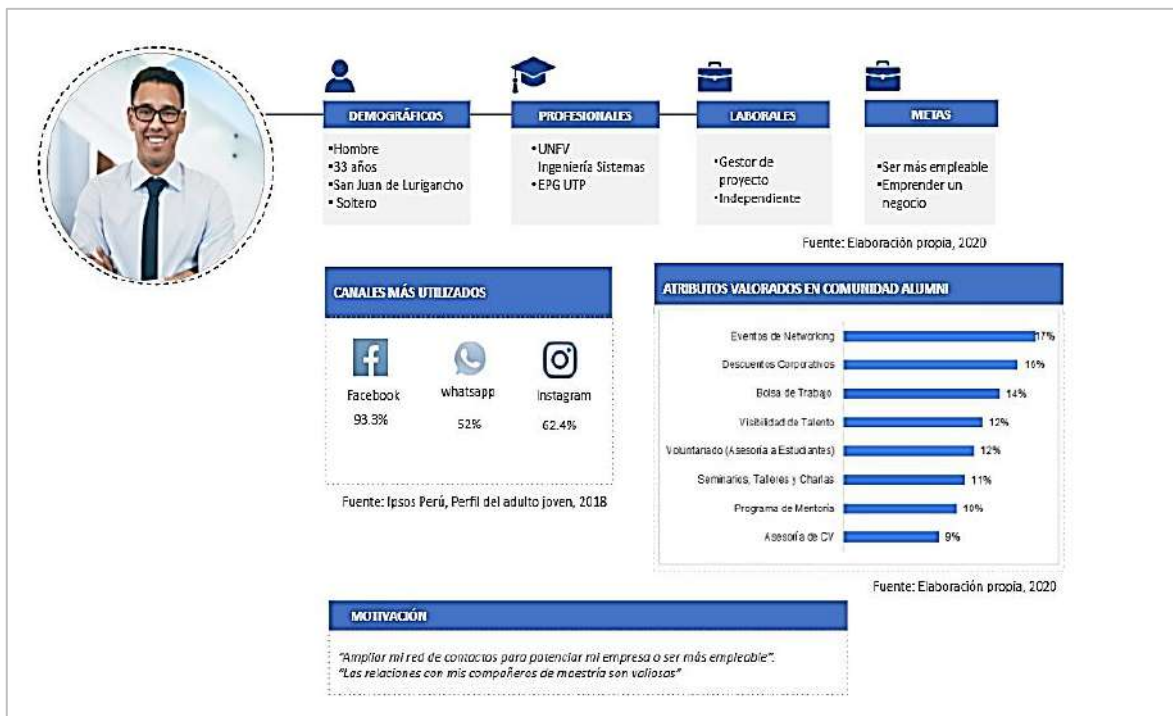 DEMOGRÁFICOS
•Hombre
•33 años
•San Juan de Lurigancho
• Soltero
PROFESIONALES
•UNFV
Ingeniería Sistemas
•EPG UTP
LABORALES
•Gestor de
proyecto
•Independiente
METAS
•Ser más empleable
•Emprender un
negocio
Fuente: Elaboración propia, 2020
CANALES MÁS UTILIZADOS
Facebook
93.3%
whatsapp
52%
Instagram
62.4%
Fuente: Ipsos Perú, Perfil del adulto joven, 2018
ATRIBUTOS VALORADOS EN COMUNIDAD ALUMNI
Eventos de Networking 17%
Descuentos Corporativos 16%
Bolsa de Trabajo 14%
Visibilidad de Talento 12%
Voluntariado (Asesoría a Estudiantes) 12%
Seminarios, Talleres y Charlas 11%
Programa de Mentoría 10%
Asesoría de CV 9%
Fuente: Elaboración propia, 2020
MOTIVACIÓN
"Ampliar mi red de contactos para potenciar mi empresa o ser más empleable".
"Las relaciones con mis compañeros de maestría son valiosas"